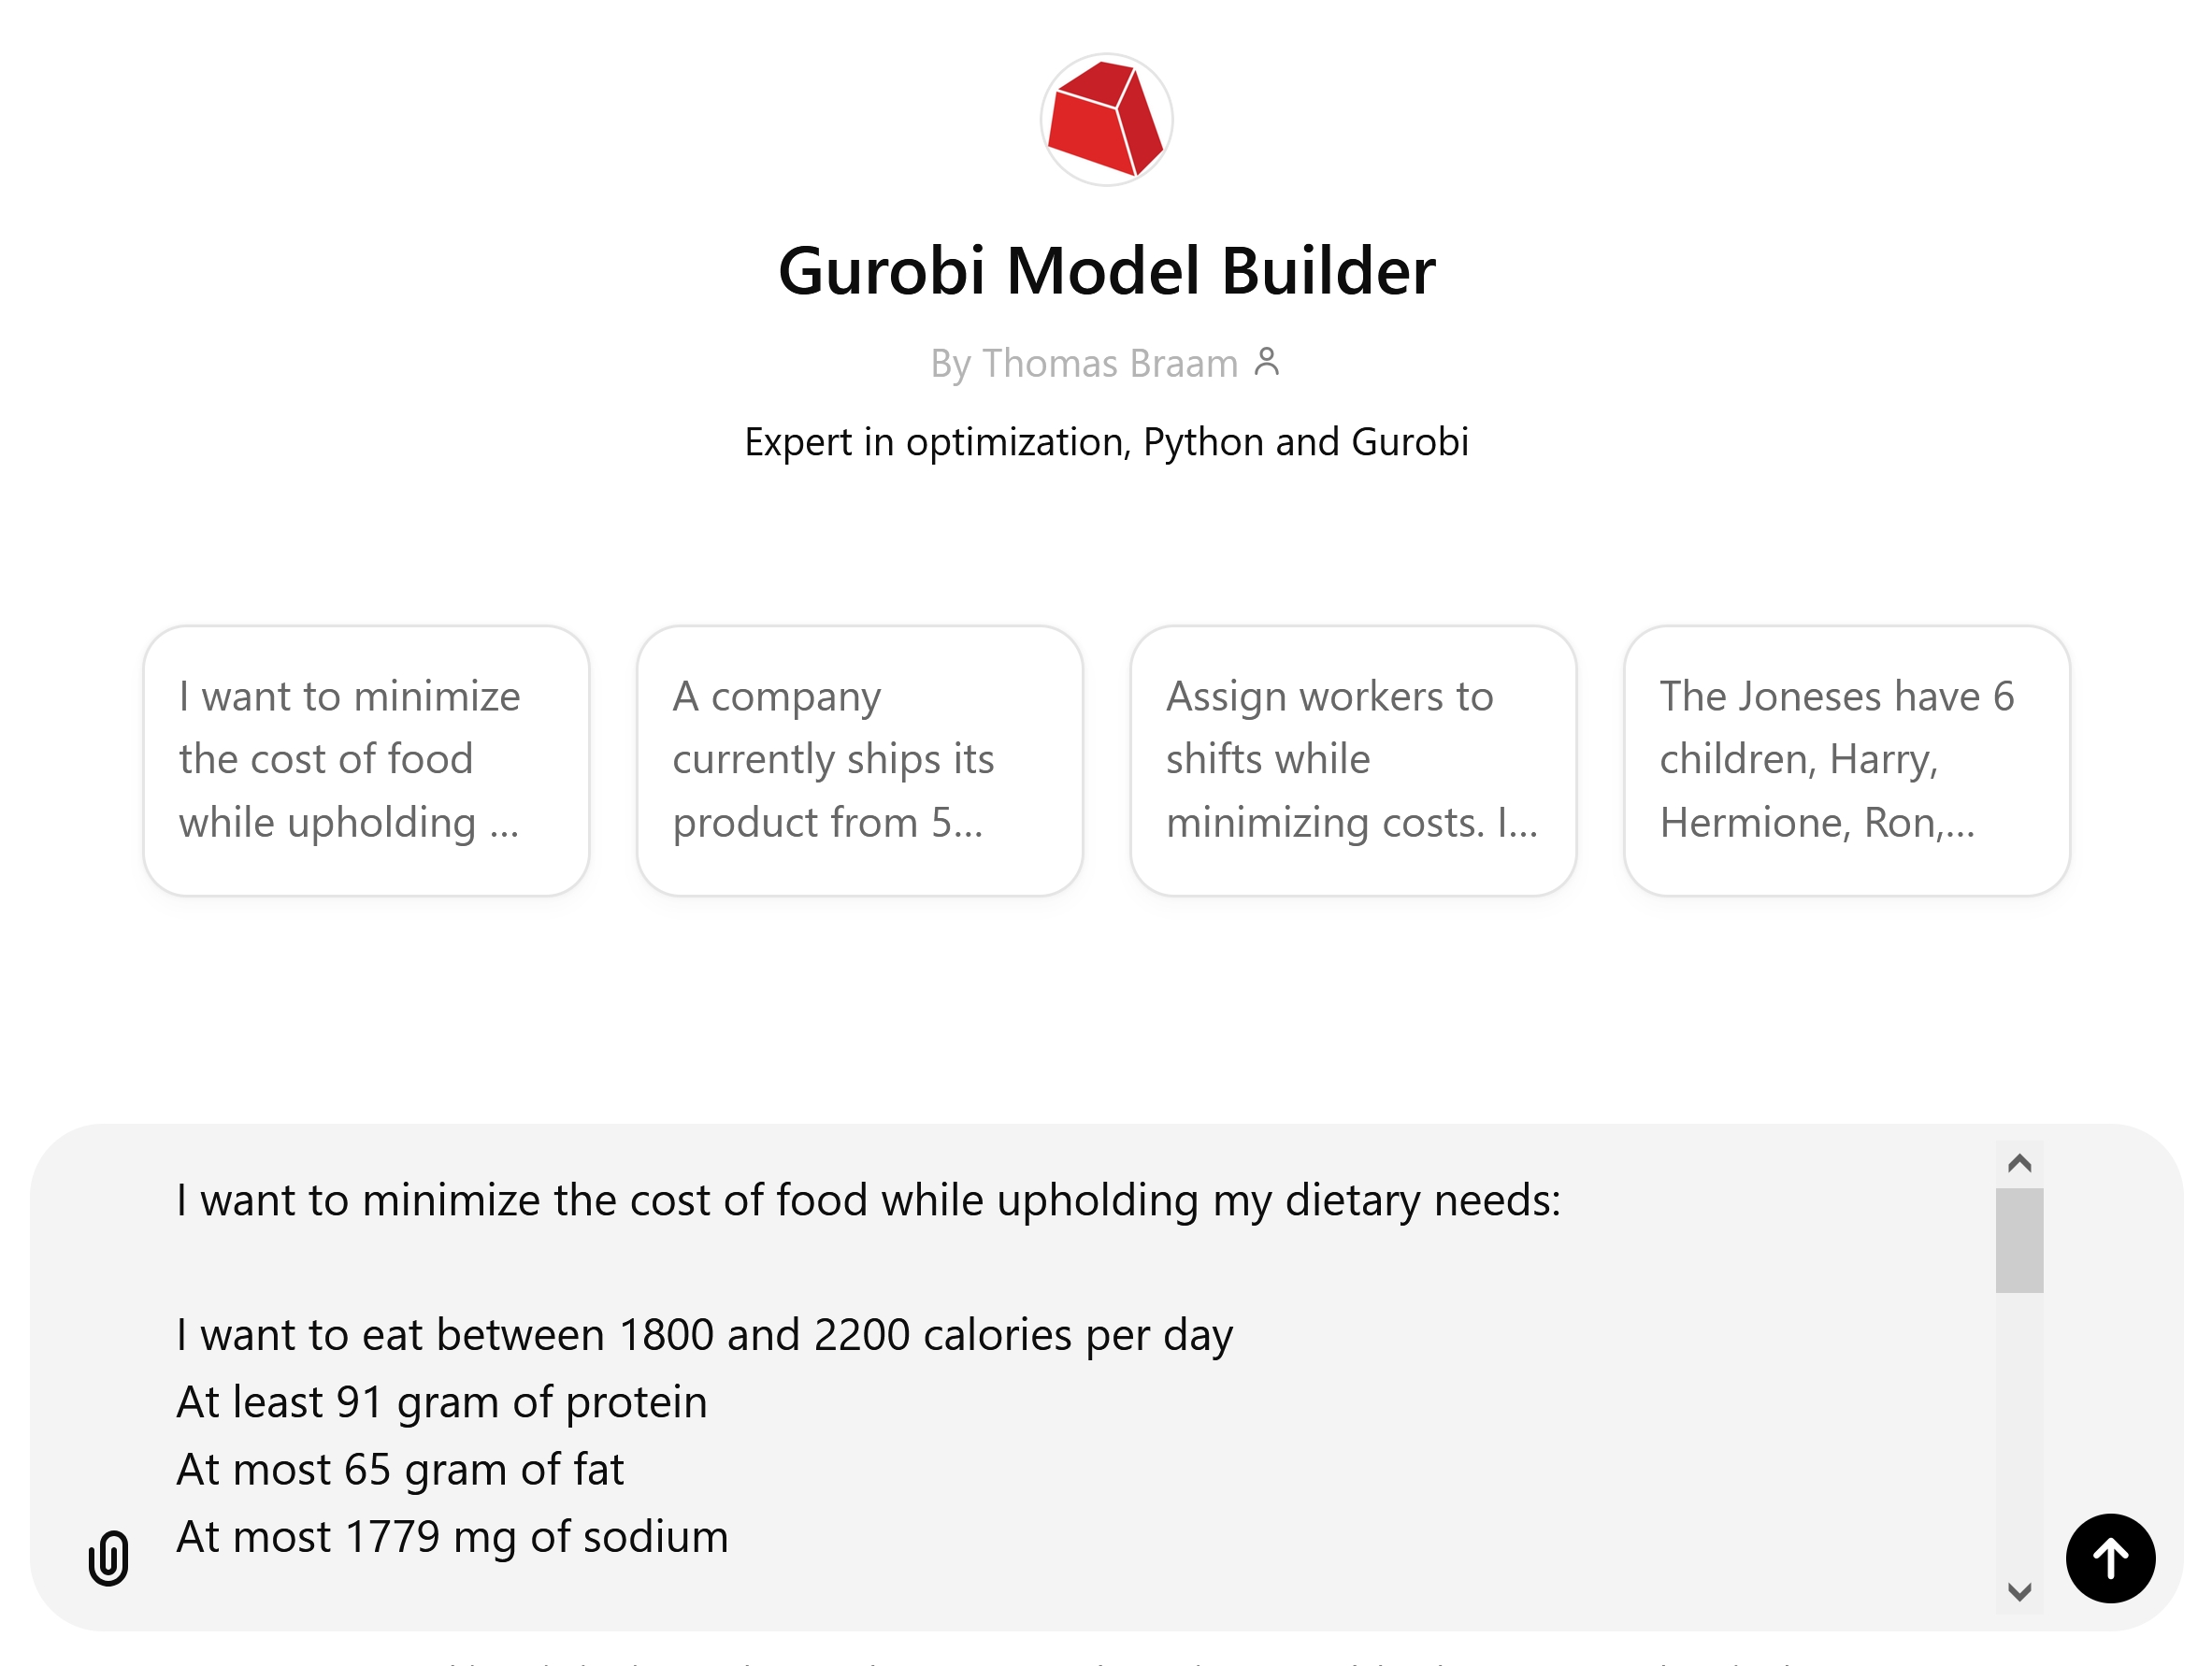 Gurobi Model Builder
By Thomas Braam
Expert in optimization, Python and Gurobi
I want to minimize
the cost of food
while upholding ...
A company
currently ships its
product from 5...
Assign workers to
shifts while
minimizing costs. I...
The Joneses have 6
children, Harry,
Hermione, Ron,...
I want to minimize the cost of food while upholding my dietary needs:
I want to eat between 1800 and 2200 calories per day
At least 91 gram of protein
At most 65 gram of fat
At most 1779 mg of sodium